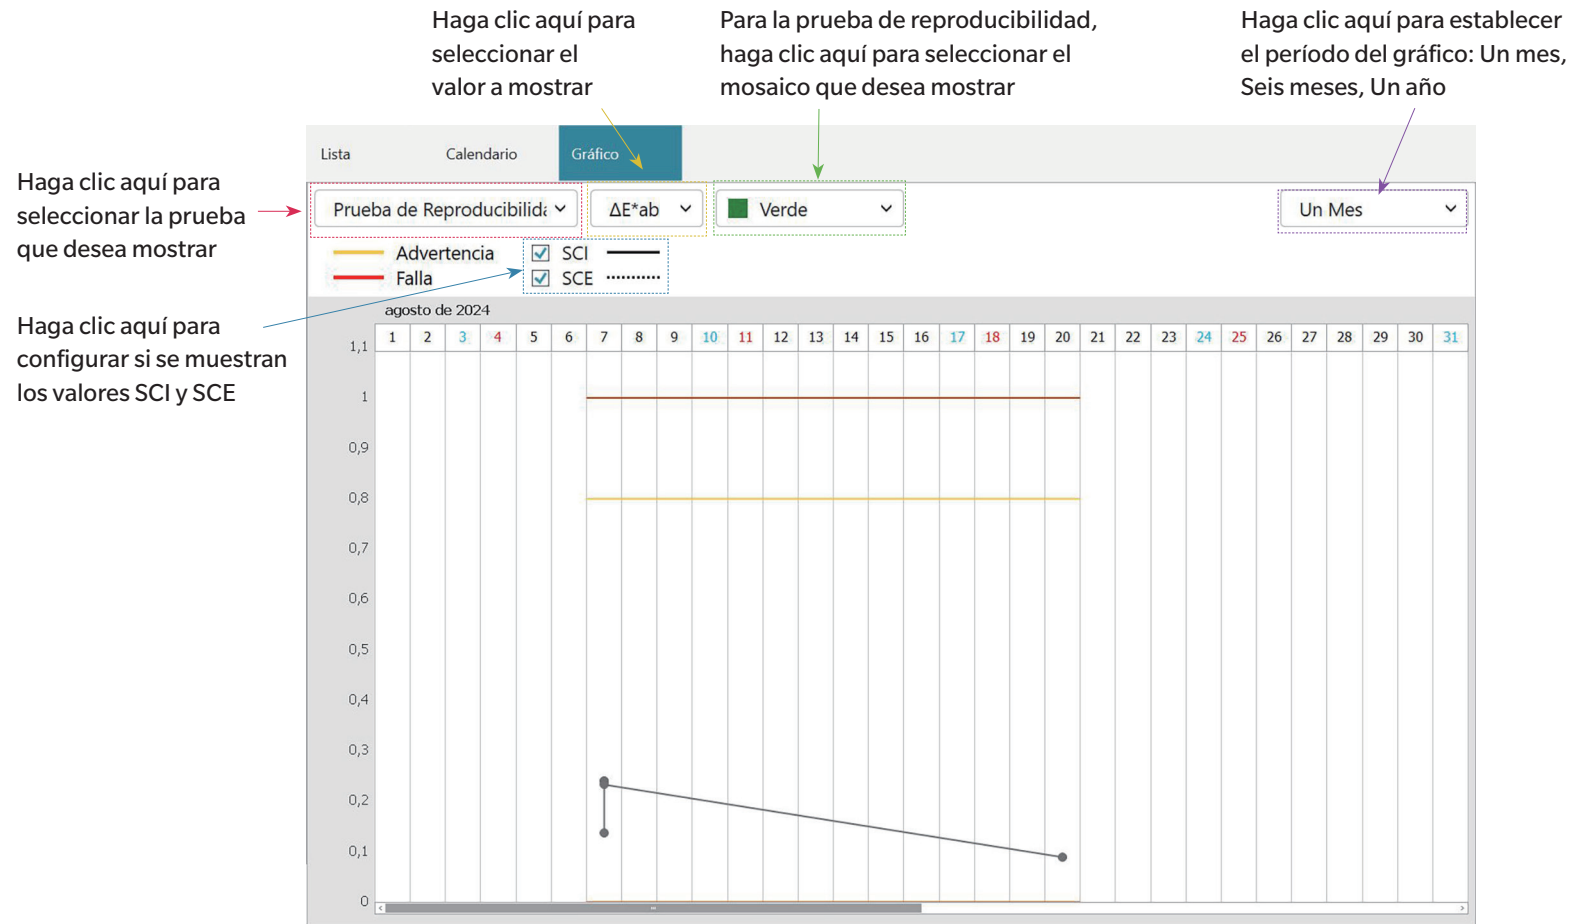 Haga clic aquí para
seleccionar el
valor a mostrar
Para la prueba de reproducibilidad,
haga clic aquí para seleccionar el
mosaico que desea mostrar
Haga clic aquí para establecer
el período del gráfico: Un mes,
Seis meses, Un año
Lista Calendario Gráfico
Haga clic aquí para
seleccionar la prueba
que desea mostrar
Prueba de Reproducibilida ΔE*ab Verde Un Mes
Advertencia SCI
Falla SCE
Haga clic aquí para
configurar si se muestran
los valores SCI y SCE
agosto de 2024
1 2 3 4 5 6 7 8 9 10 11 12 13 14 15 16 17 18 19 20 21 22 23 24 25 26 27 28 29 30 31
1,1
1
0,9
0,8
0,7
0,6
0,5
0,4
0,3
0,2
0,1
0